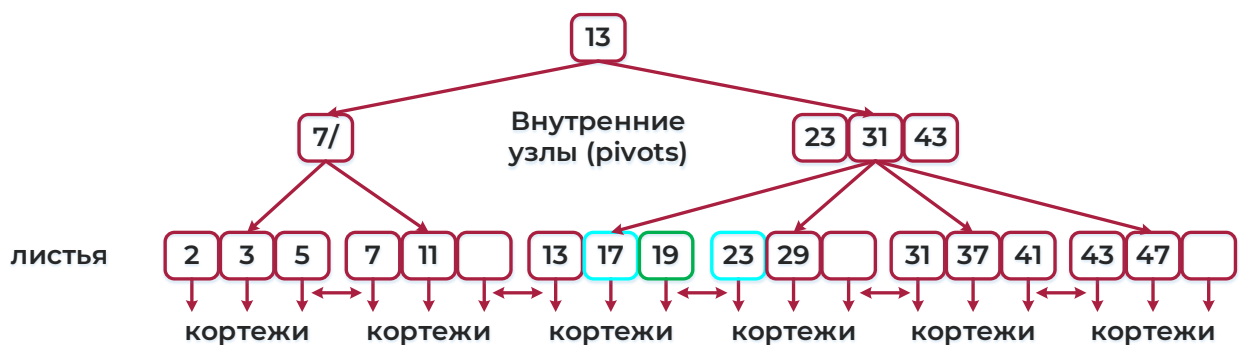 13
7/
Внутренние
узлы (pivots)
23 31 43
листья
2 3 5 7 11 13 17 19 23 29 31 37 41 43 47
кортежи кортежи кортежи кортежи кортежи кортежи